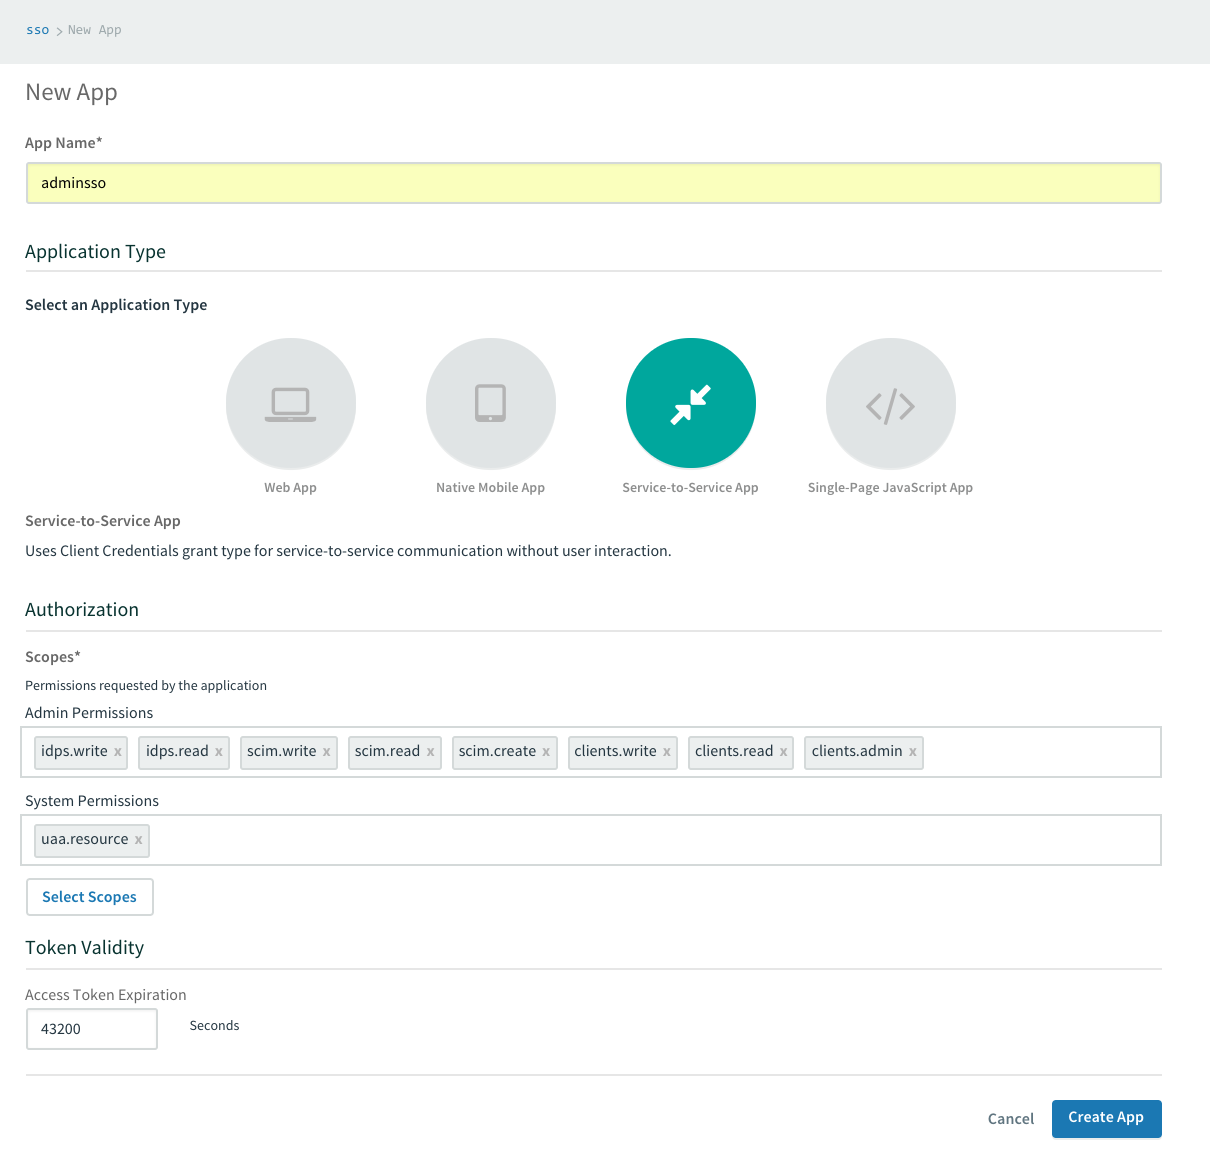 sso > New App
New App
App Name*
adminsso
Application Type
Select an Application Type
Web App Native Mobile App Service-to-Service App Single-Page JavaScript App
Service-to-Service App
Uses Client Credentials grant type for service-to-service communication without user interaction.
Authorization
Scopes*
Permissions requested by the application
Admin Permissions
idps.write x idps.read x scim.write x scim.read x scim.create x clients.write x clients.read x clients.admin x
System Permissions
uaa.resource x
Select Scopes
Token Validity
Access Token Expiration
43200 Seconds
Cancel Create App